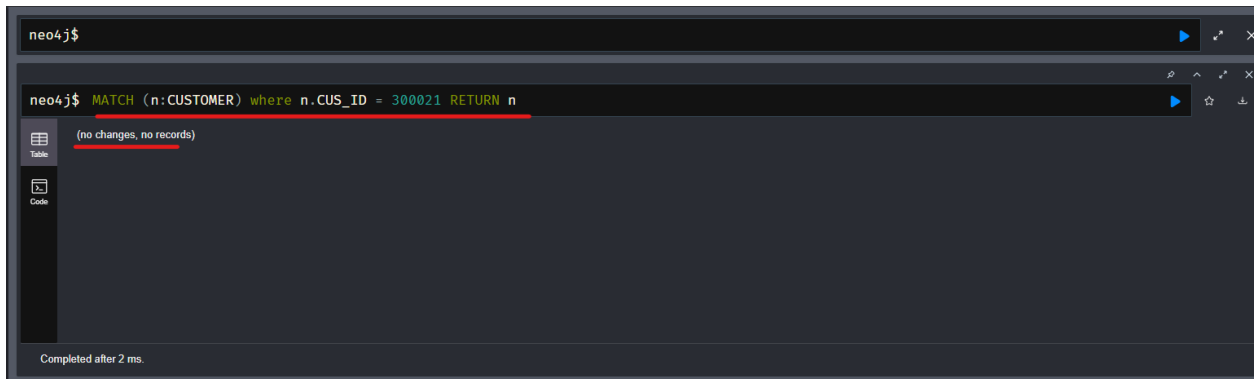 neo4j$
neo4j$ MATCH (n:CUSTOMER) where n.CUS_ID = 300021 RETURN n
(no changes, no records)
Table
Code
Completed after 2 ms.